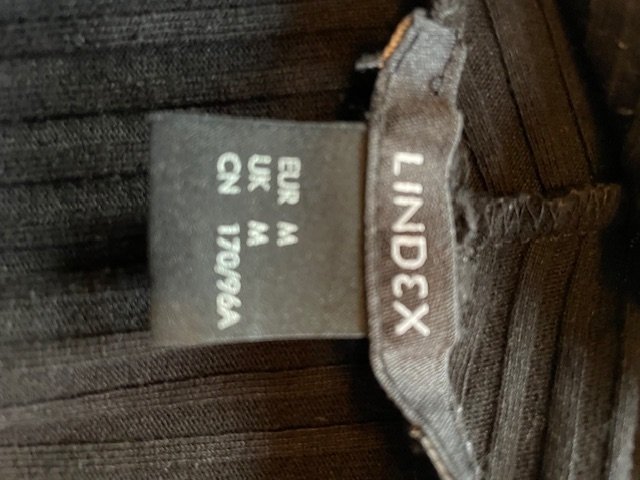 LINDEX
EUR M
UK M
CN 170/96A